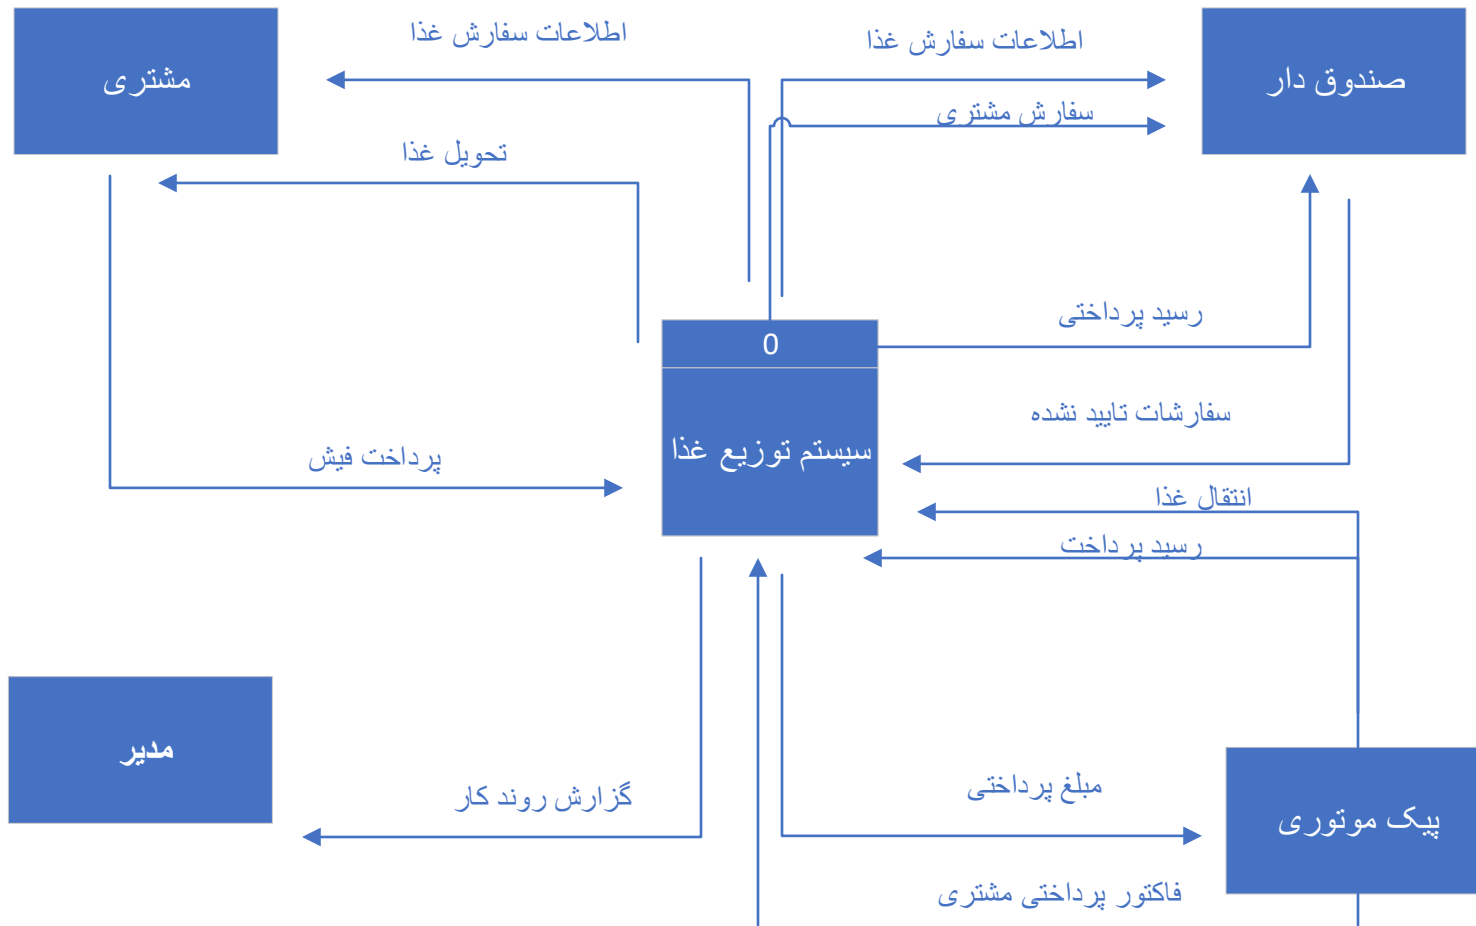 اطلاعات سفارش غذا
اطلاعات سفارش غذا
صندوق دار
مشتری
سفارش مشتری
تحویل غذا
رسید پرداختی
0
سفارشات تایید نشده
سیستم توزیع غذا
پرداخت فیش
انتقال غذا
رسید پرداخت
مدیر
مبلغ پرداختی
گزارش روند کار
پیک موتوری
فاکتور پرداختی مشتری